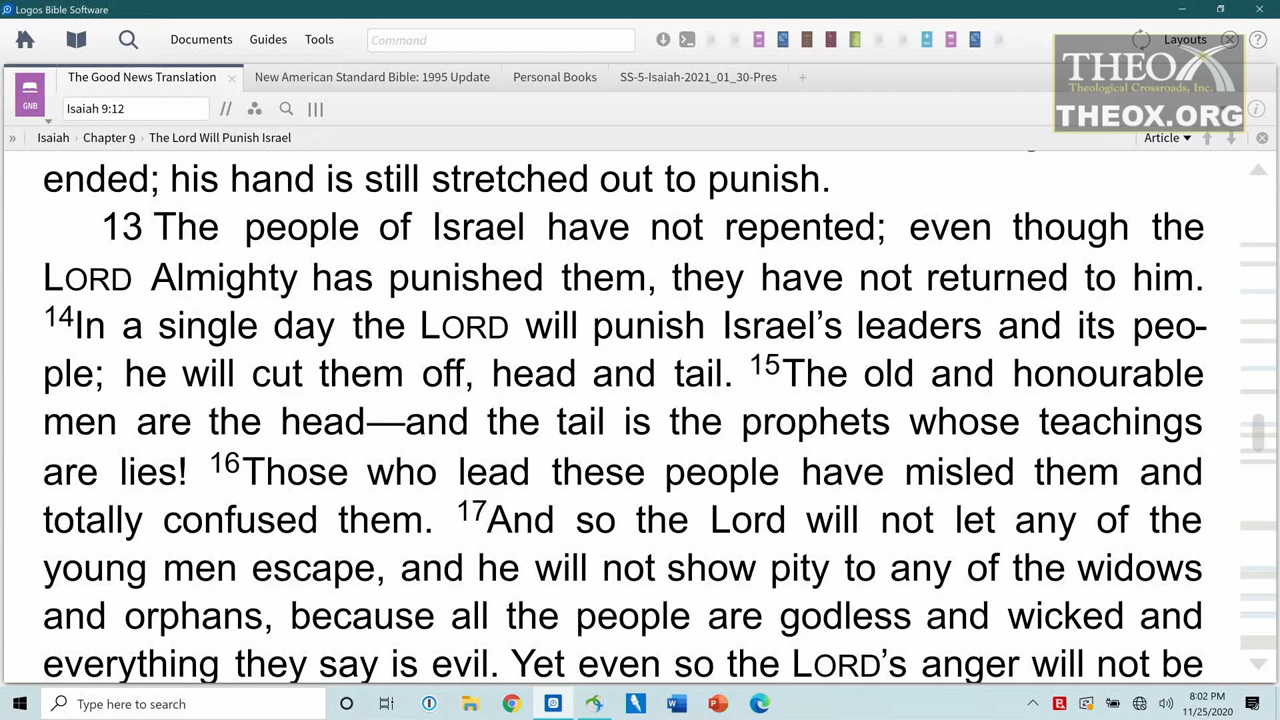 Logos Bible Software
Documents Guides Tools Command Layouts
The Good News Translation New American Standard Bible: 1995 Update Personal Books SS-5-Isaiah-2021_01_30-Pres
THEOX
Theological Crossroads, Inc.
THEOX.ORG
GNB
Isaiah 9:12
Isaiah Chapter 9 The Lord Will Punish Israel Article
ended; his hand is still stretched out to punish.
13 The people of Israel have not repented; even though the
LORD Almighty has punished them, they have not returned to him.
14In a single day the LORD will punish Israel’s leaders and its peo-
ple; he will cut them off, head and tail. 15The old and honourable
men are the head—and the tail is the prophets whose teachings
are lies! 16Those who lead these people have misled them and
totally confused them. 17And so the Lord will not let any of the
young men escape, and he will not show pity to any of the widows
and orphans, because all the people are godless and wicked and
everything they say is evil. Yet even so the LORD’s anger will not be
Type here to search
8:02 PM
11/25/2020